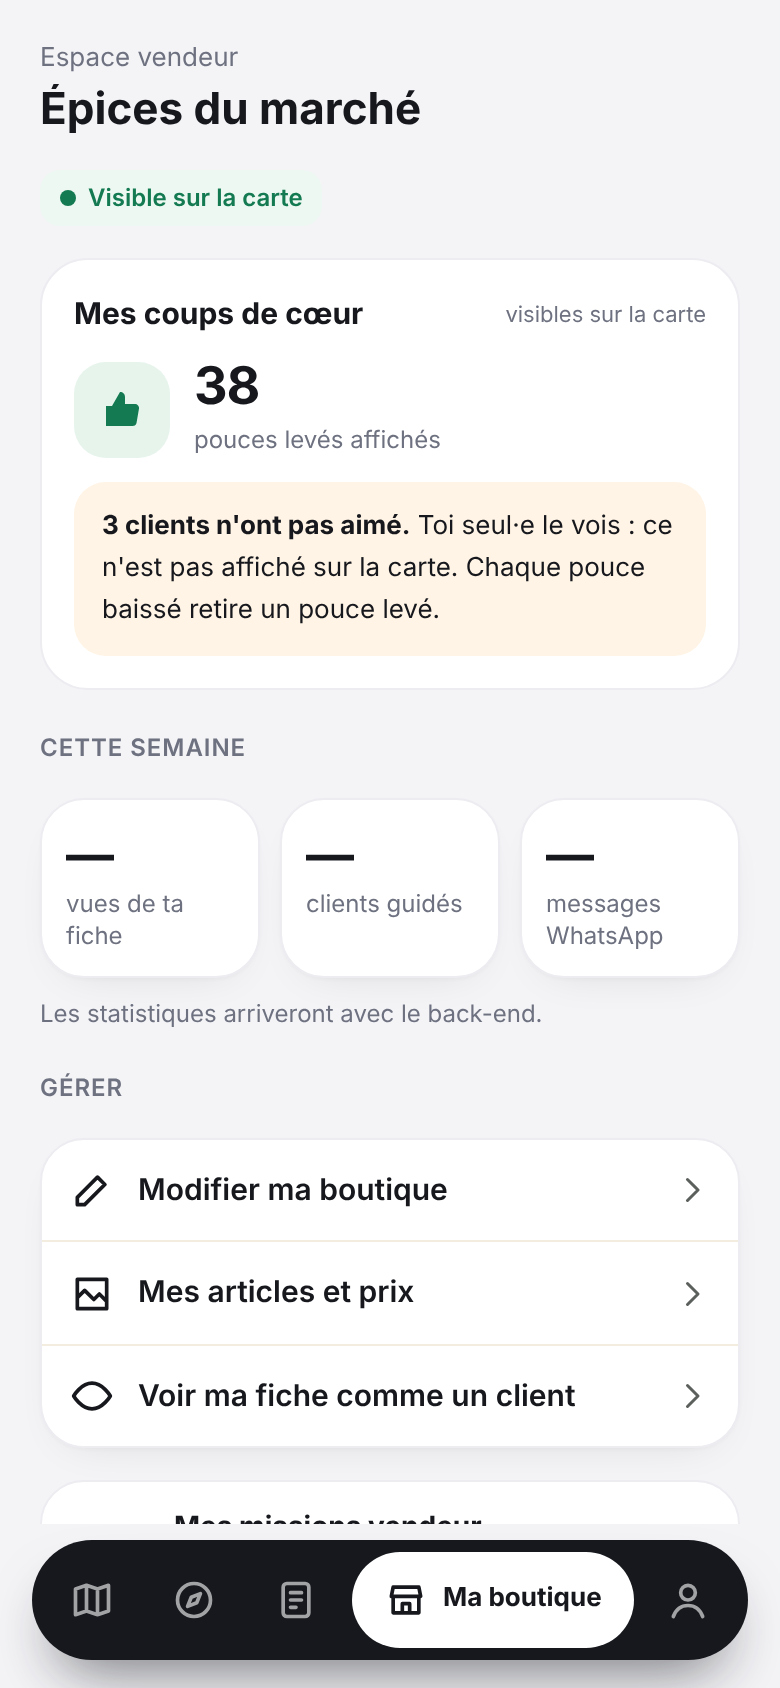 Espace vendeur
Épices du marché
Visible sur la carte
Mes coups de cœur
visibles sur la carte
38
pouces levés affichés
3 clients n'ont pas aimé. Toi seul·e le vois : ce
n'est pas affiché sur la carte. Chaque pouce
baissé retire un pouce levé.
CETTE SEMAINE
—
vues de ta
fiche
—
clients guidés
—
messages
WhatsApp
Les statistiques arriveront avec le back-end.
GÉRER
Modifier ma boutique
Mes articles et prix
Voir ma fiche comme un client
Mes missions vendeur
Ma boutique